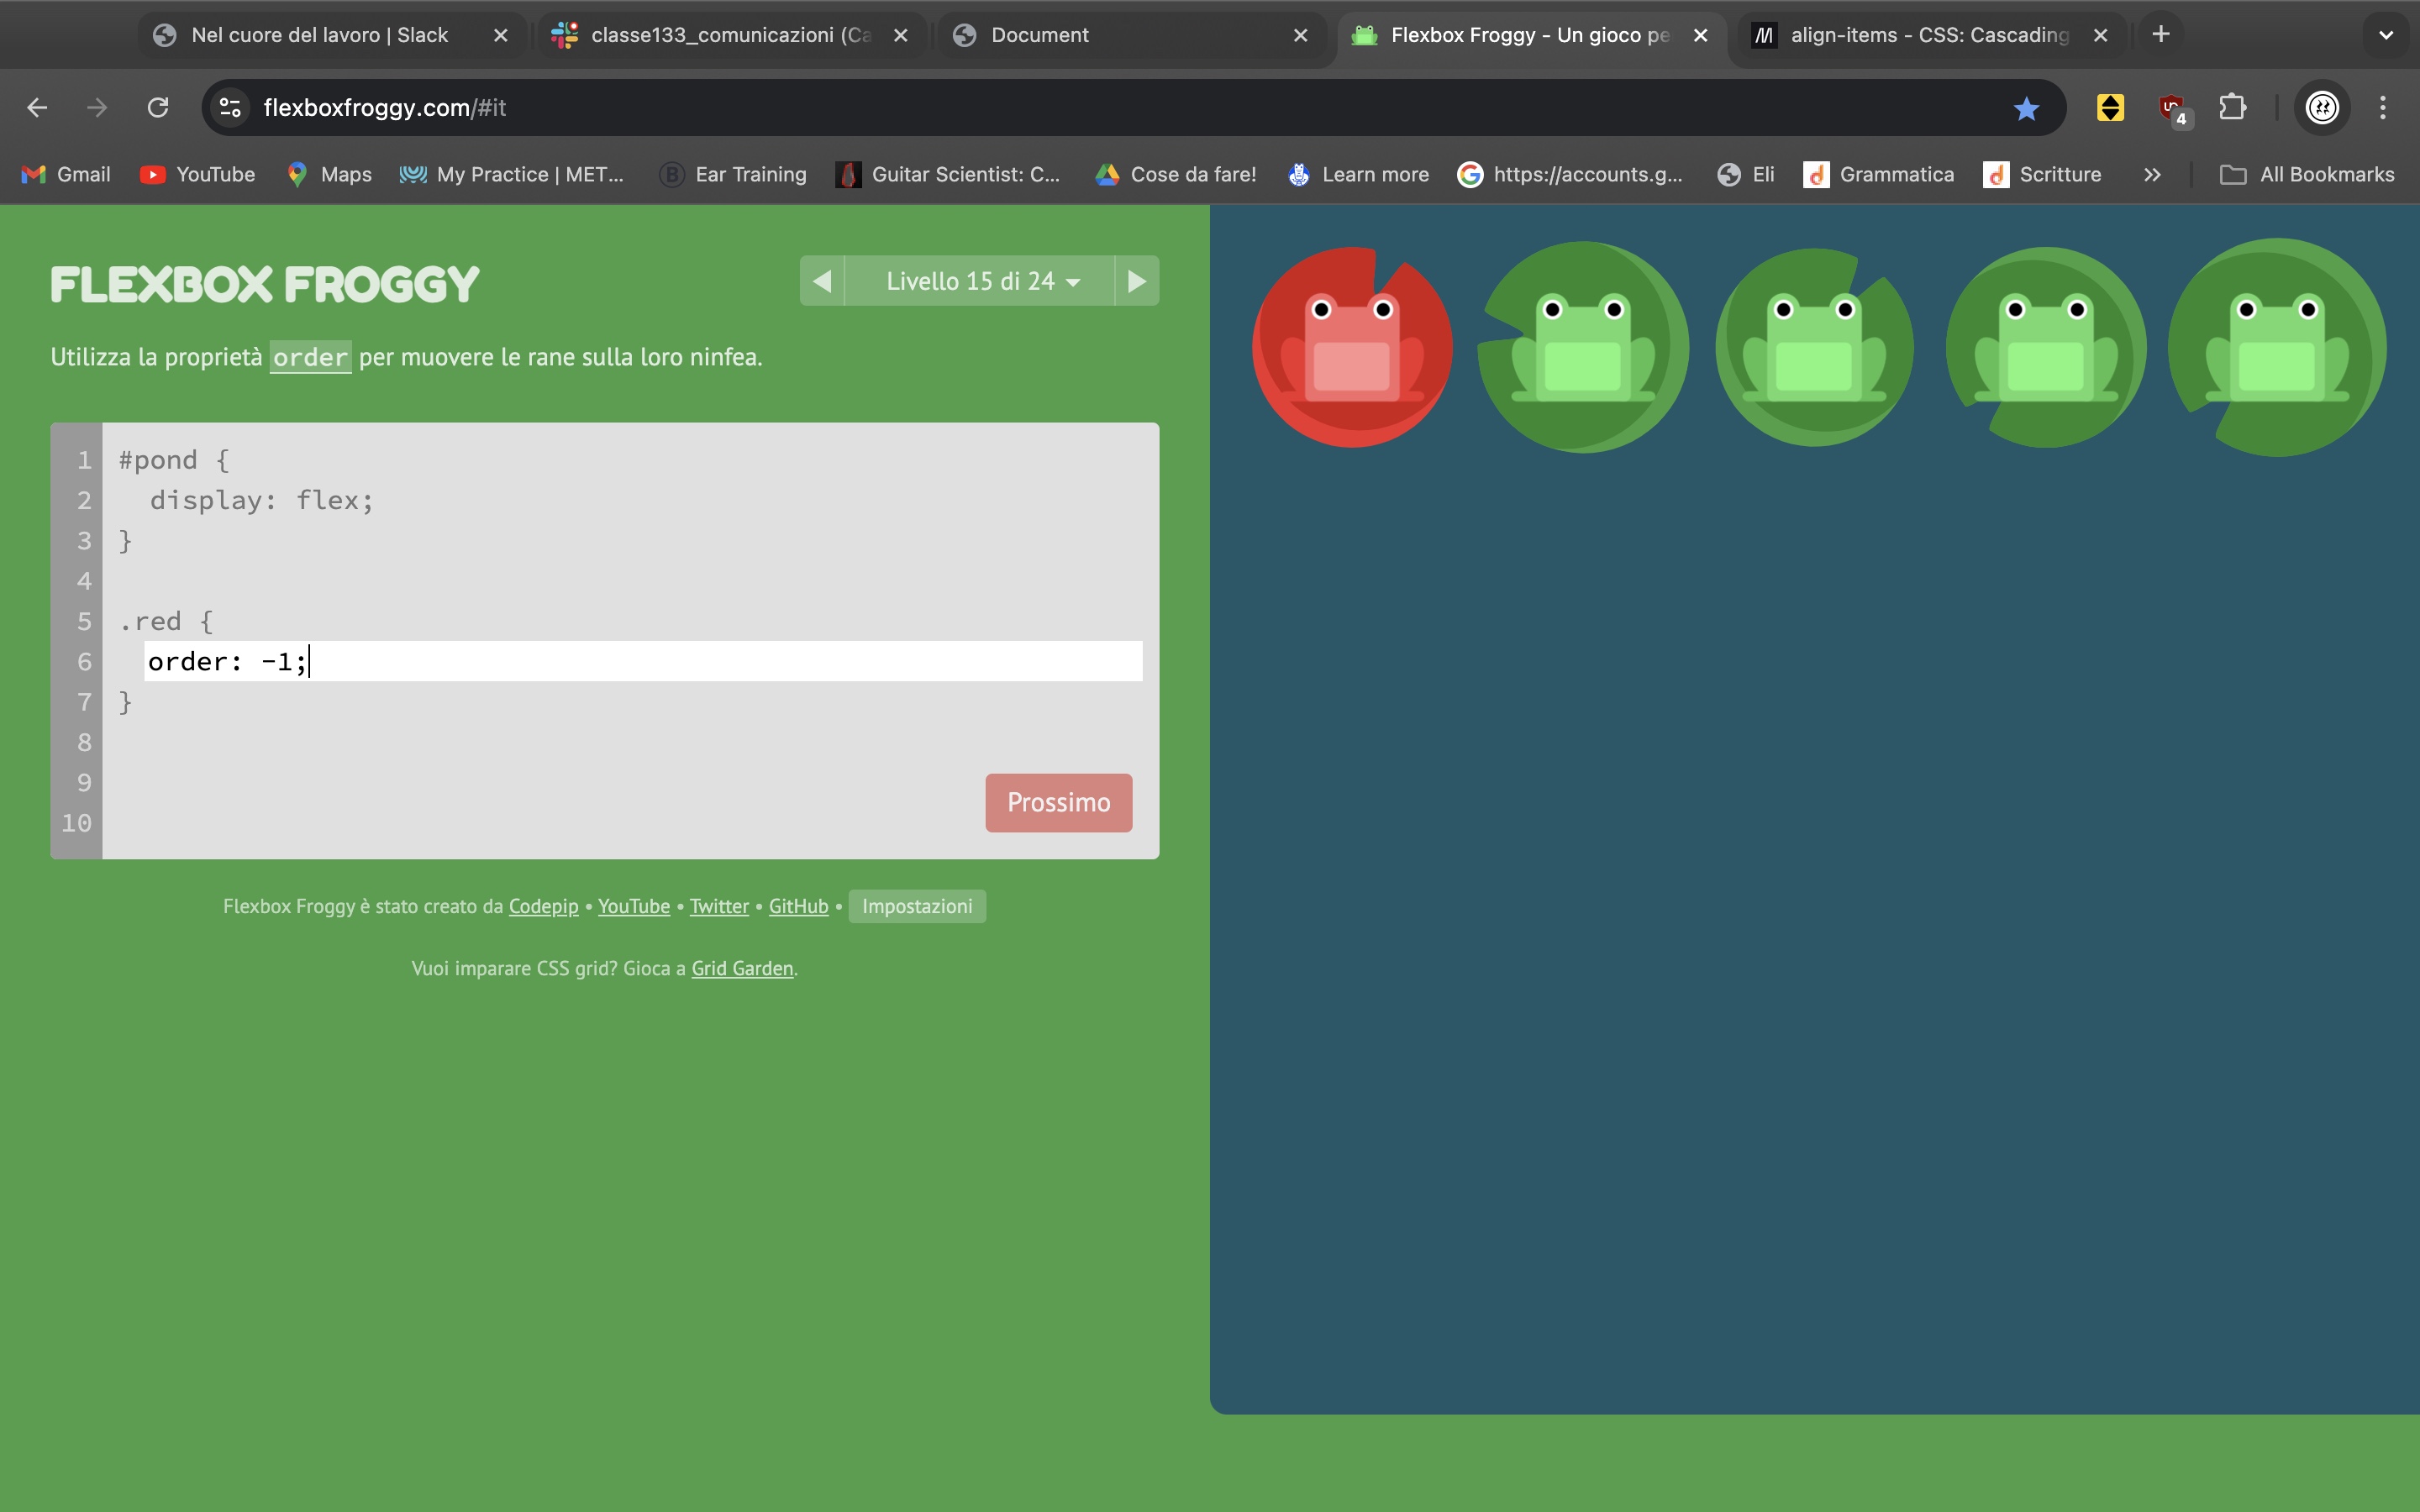 Nel cuore del lavoro | Slack
classe133_comunicazioni (Ca
Document
Flexbox Froggy - Un gioco pe
align-items - CSS: Cascading
flexboxfroggy.com/#it
4
Gmail
YouTube
Maps
My Practice | MET...
Ear Training
Guitar Scientist: C...
Cose da fare!
Learn more
https://accounts.g...
Eli
Grammatica
Scritture
All Bookmarks
FLEXBOX FROGGY
Livello 15 di 24
Utilizza la proprietà order per muovere le rane sulla loro ninfea.
1 #pond {
2 display: flex;
3 }
4
5 .red {
6 order: -1;
7 }
8
9
10
Prossimo
Flexbox Froggy è stato creato da Codepip • YouTube • Twitter • GitHub • Impostazioni
Vuoi imparare CSS grid? Gioca a Grid Garden.